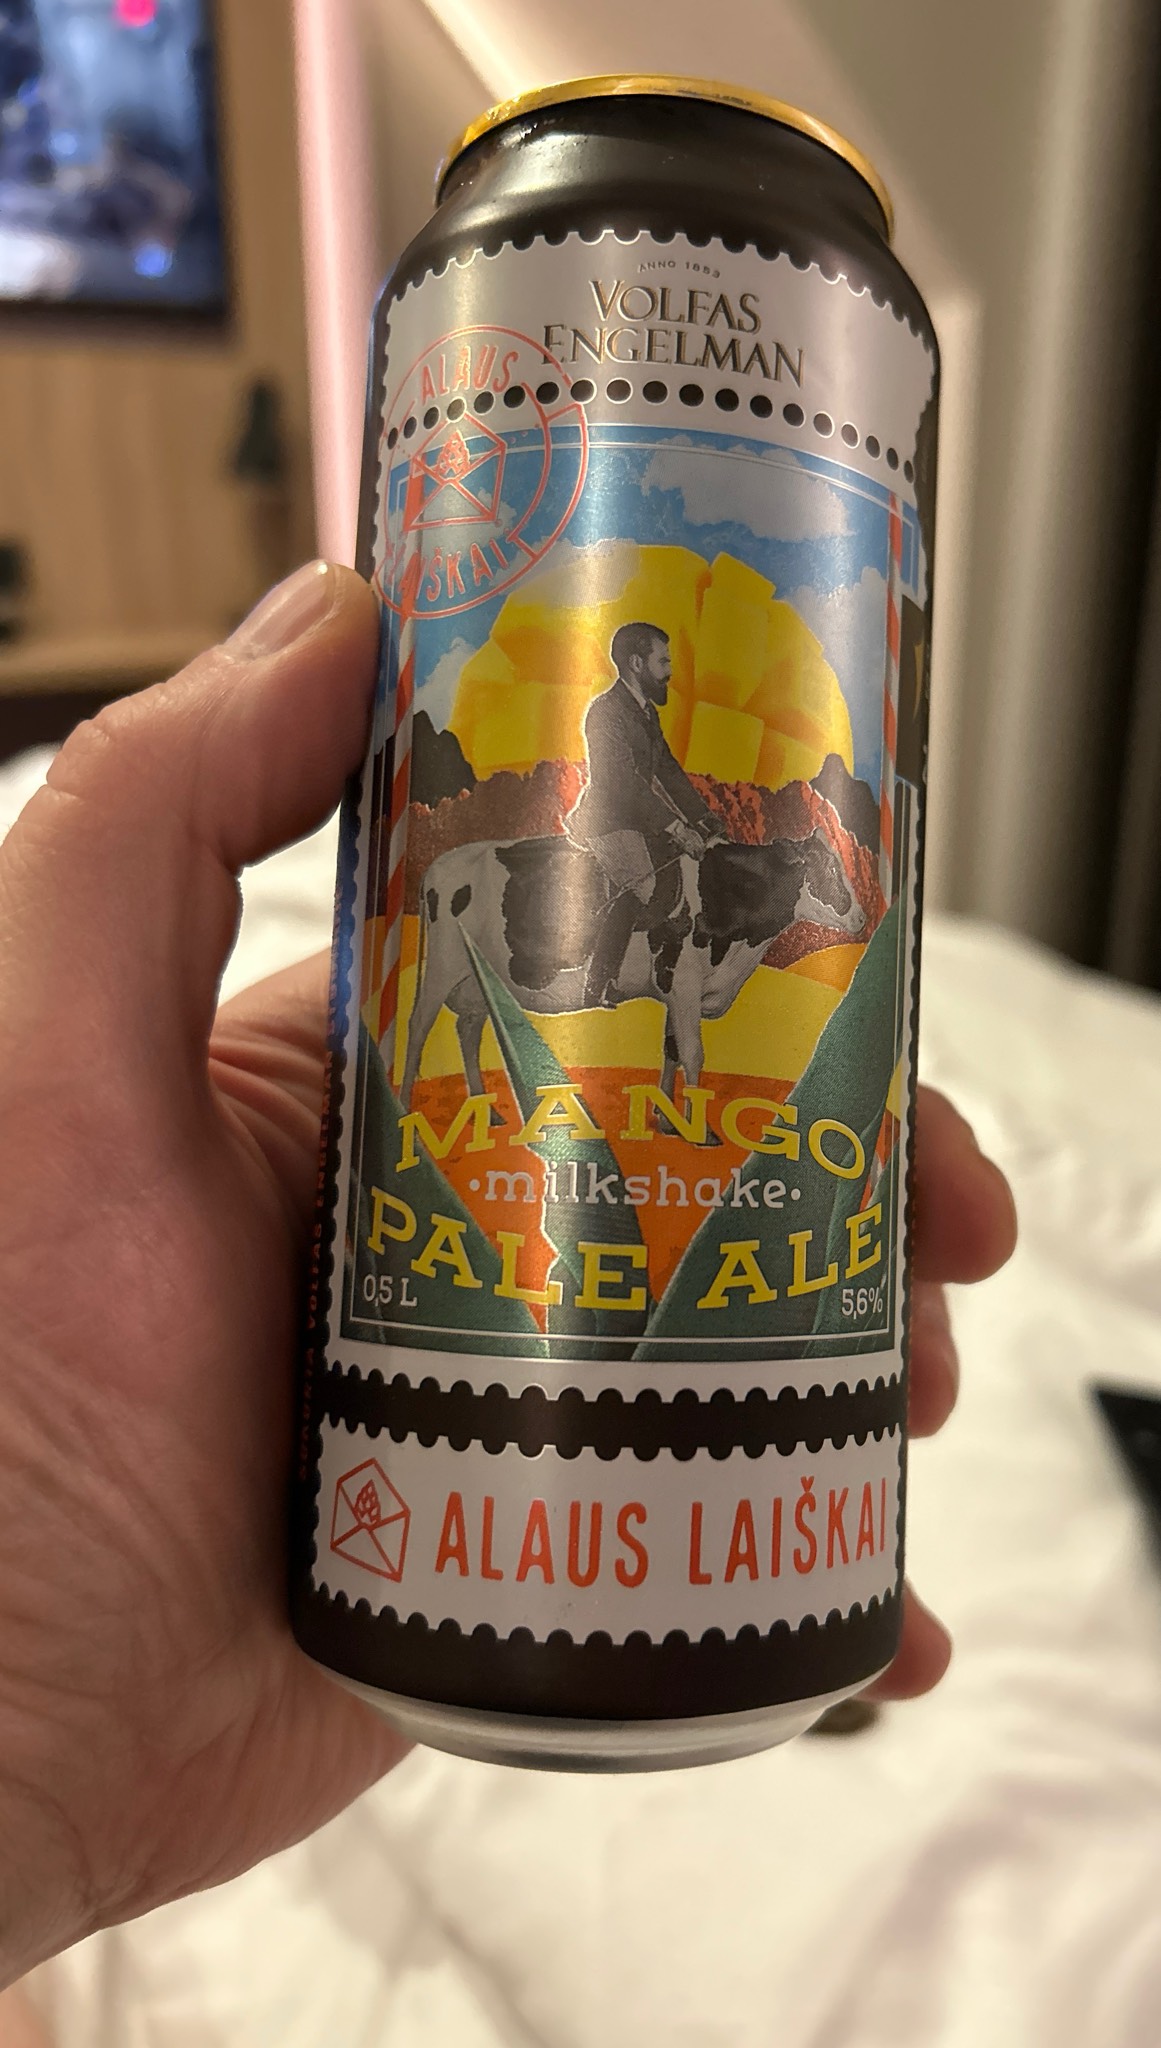 ANNO 1853
VOLFAS
ENGELMAN
ALAUS
LAIŠKAI
MANGO
·milkshake·
PALE ALE
0,5 L
5,6%
ALAUS LAIŠKAI